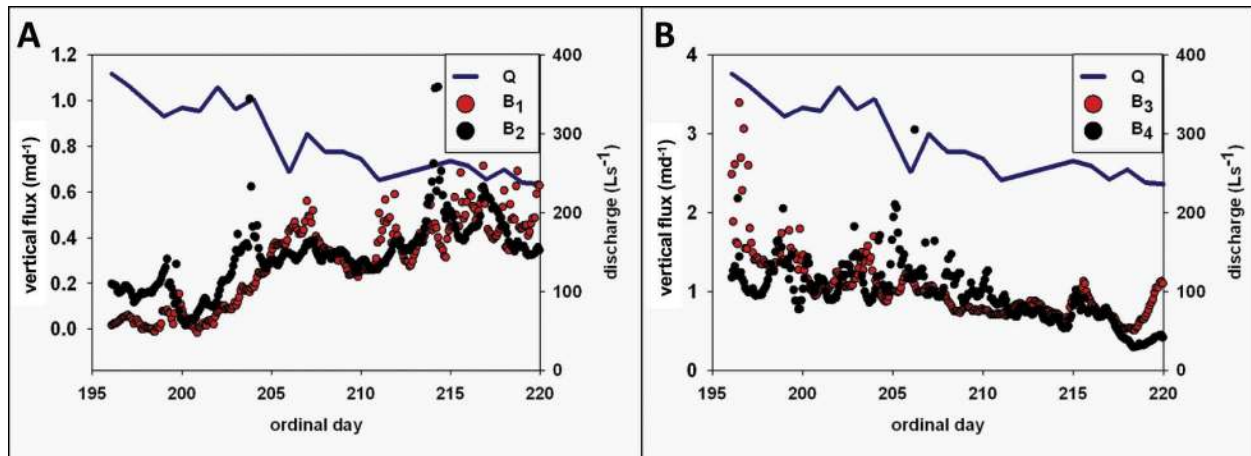 A
vertical flux (md-1)
1.2
1.0
0.8
0.6
0.4
0.2
0.0
195 200 205 210 215 220
ordinal day
400
300
200
100
0
discharge (Ls-1)
Q
B1
B2
B
vertical flux (md-1)
4
3
2
1
0
195 200 205 210 215 220
ordinal day
400
300
200
100
0
discharge (Ls-1)
Q
B3
B4